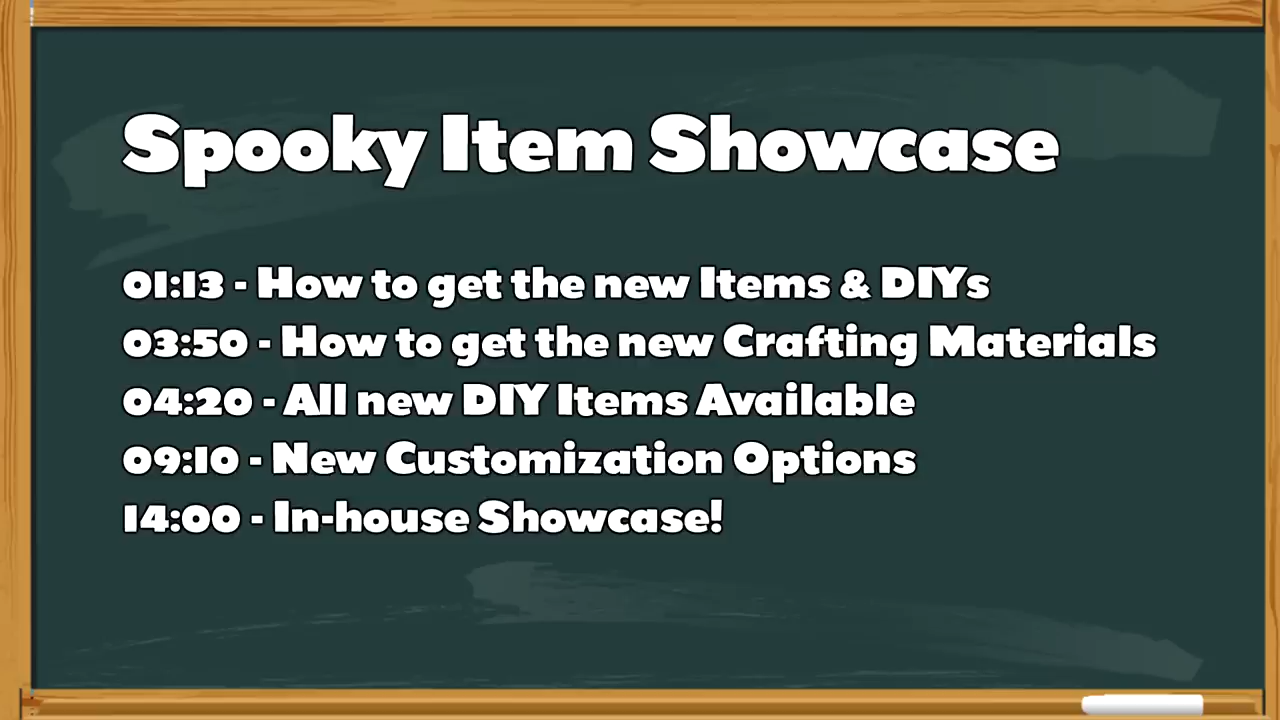 Spooky Item Showcase
01:13 - How to get the new Items & DIYs
03:50 - How to get the new Crafting Materials
04:20 - All new DIY Items Available
09:10 - New Customization Options
14:00 - In-house Showcase!